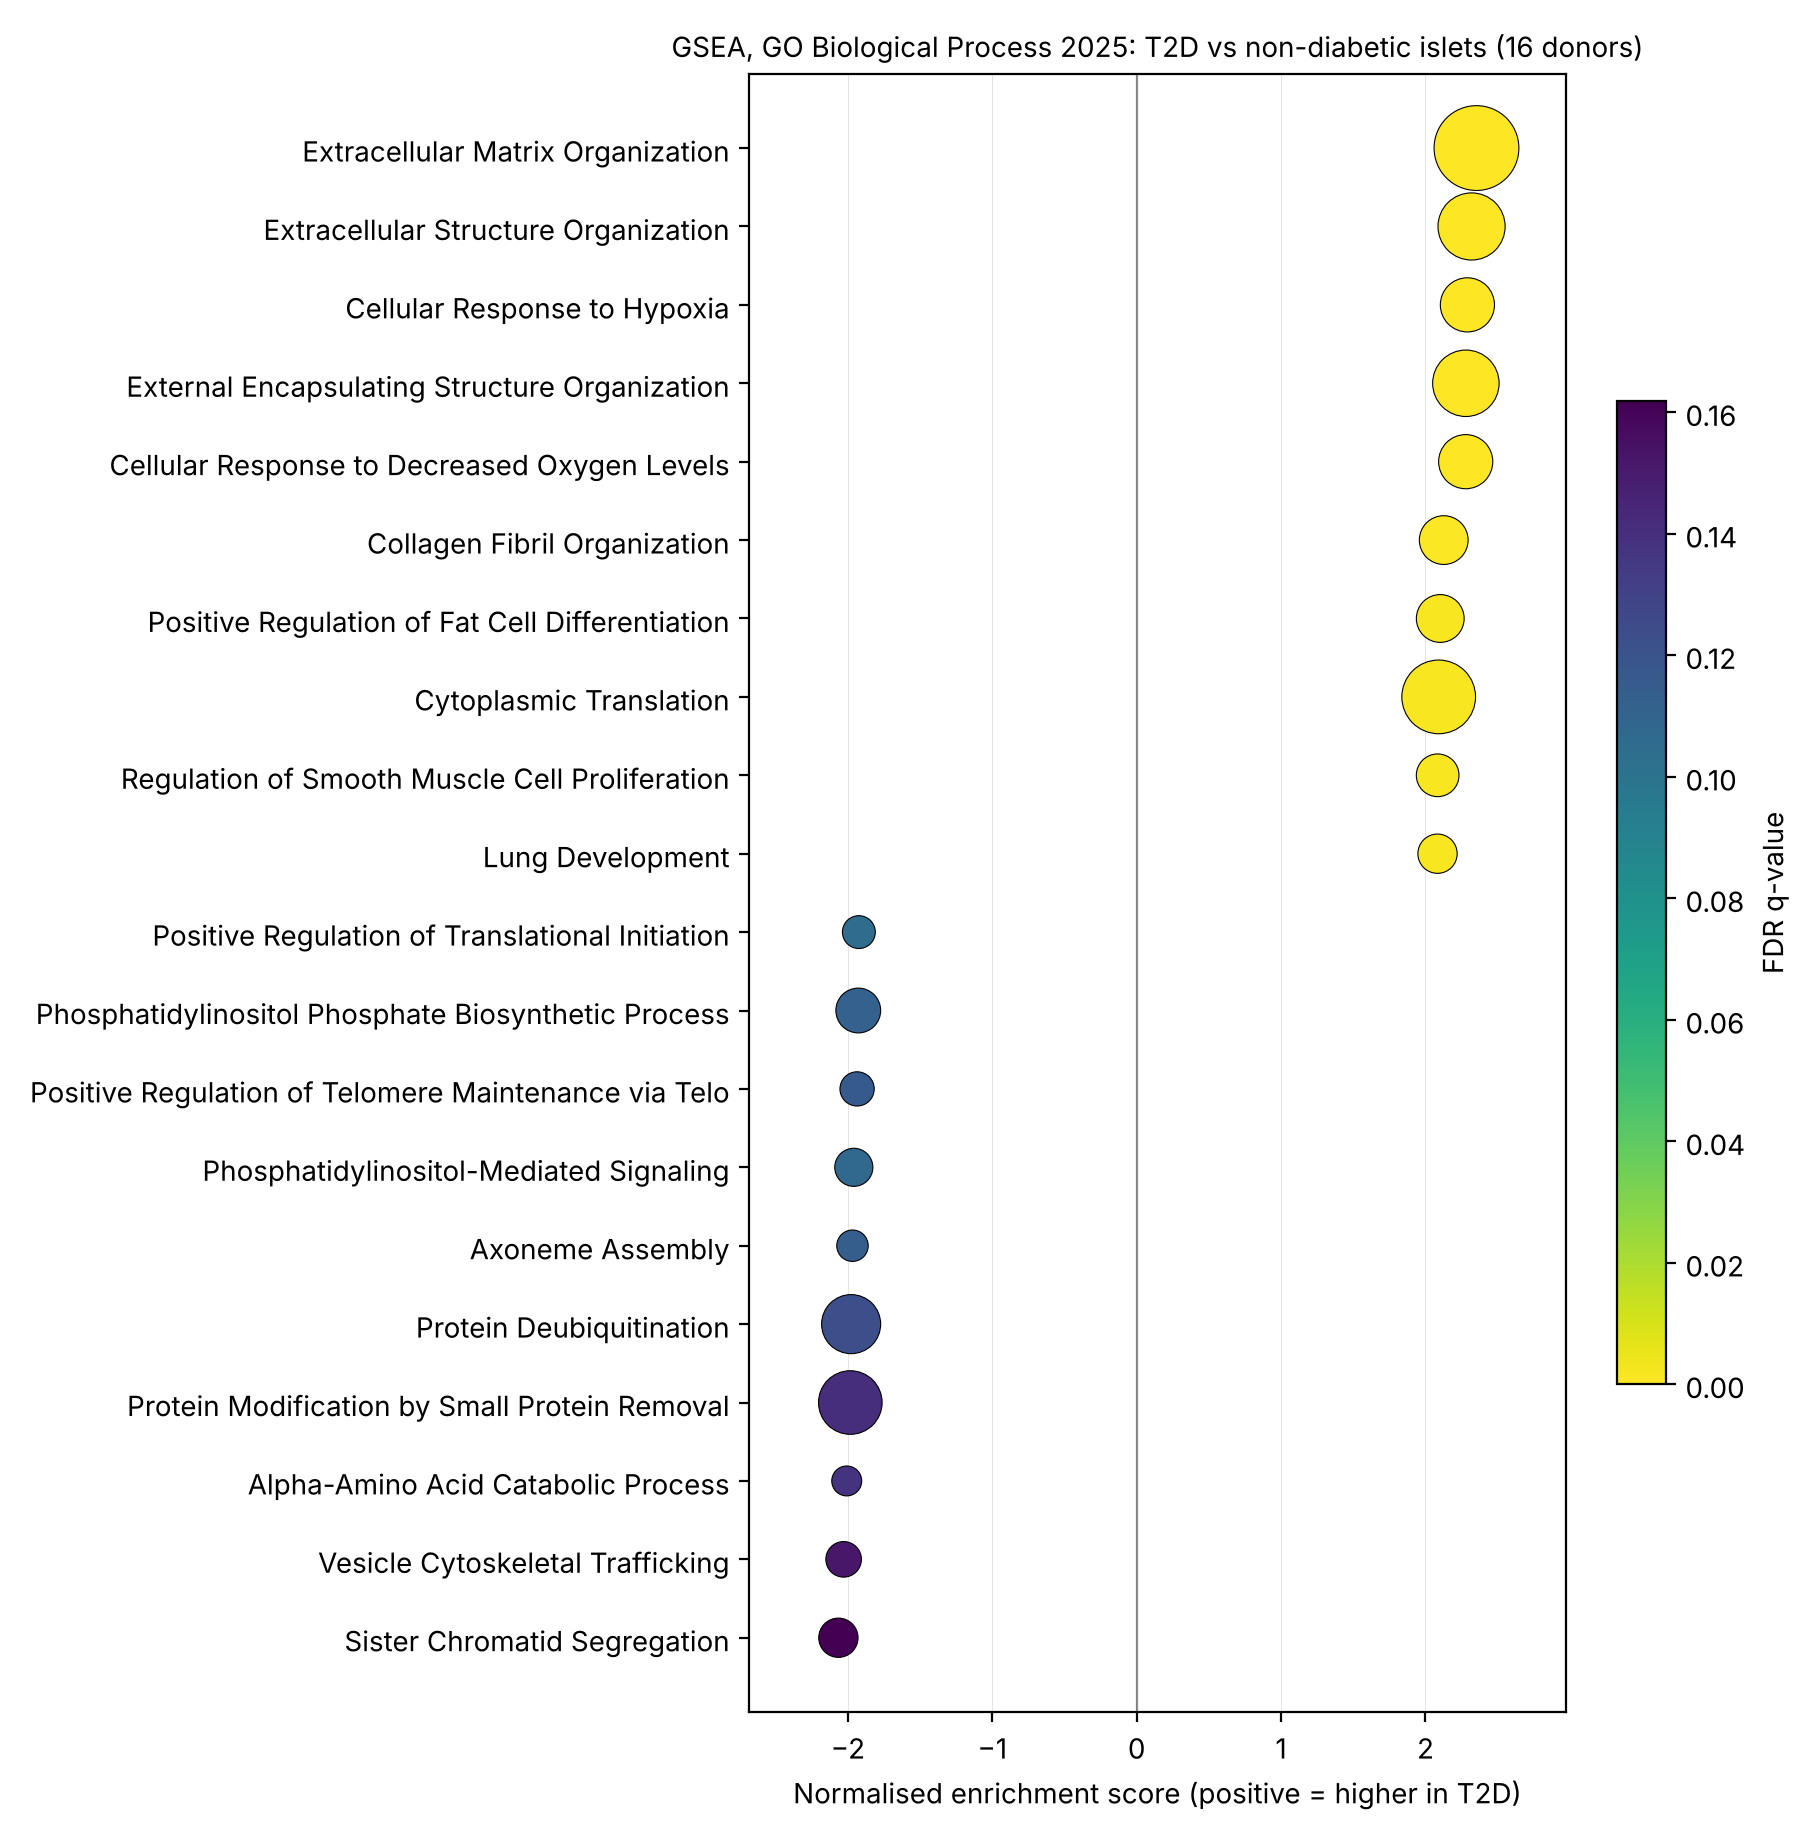 GSEA, GO Biological Process 2025: T2D vs non-diabetic islets (16 donors)
Extracellular Matrix Organization
Extracellular Structure Organization
Cellular Response to Hypoxia
External Encapsulating Structure Organization
Cellular Response to Decreased Oxygen Levels
Collagen Fibril Organization
Positive Regulation of Fat Cell Differentiation
Cytoplasmic Translation
Regulation of Smooth Muscle Cell Proliferation
Lung Development
Positive Regulation of Translational Initiation
Phosphatidylinositol Phosphate Biosynthetic Process
Positive Regulation of Telomere Maintenance via Telo
Phosphatidylinositol-Mediated Signaling
Axoneme Assembly
Protein Deubiquitination
Protein Modification by Small Protein Removal
Alpha-Amino Acid Catabolic Process
Vesicle Cytoskeletal Trafficking
Sister Chromatid Segregation
−2 −1 0 1 2
Normalised enrichment score (positive = higher in T2D)
0.16
0.14
0.12
0.10
0.08
0.06
0.04
0.02
0.00
FDR q-value